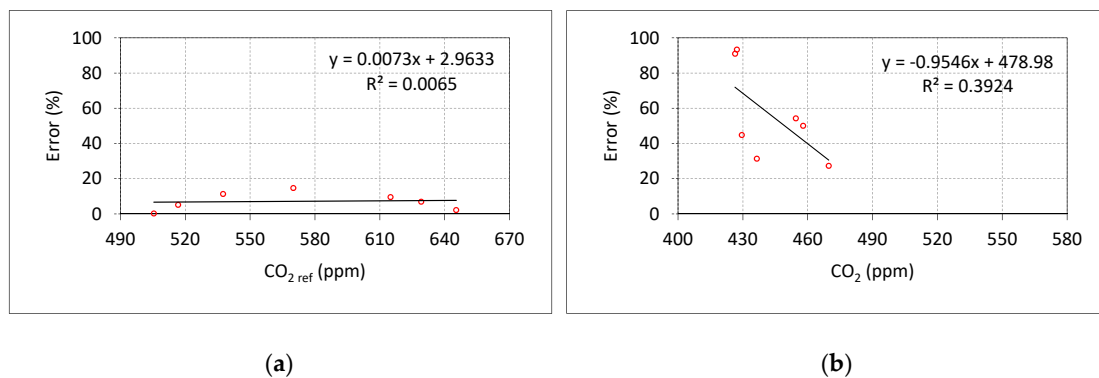 100
80
60
40
20
0
Error (%)
y = 0.0073x + 2.9633
R² = 0.0065
490 520 550 580 610 640 670
CO2 ref (ppm)
(a)
100
80
60
40
20
0
Error (%)
y = -0.9546x + 478.98
R² = 0.3924
400 430 460 490 520 550 580
CO2 (ppm)
(b)